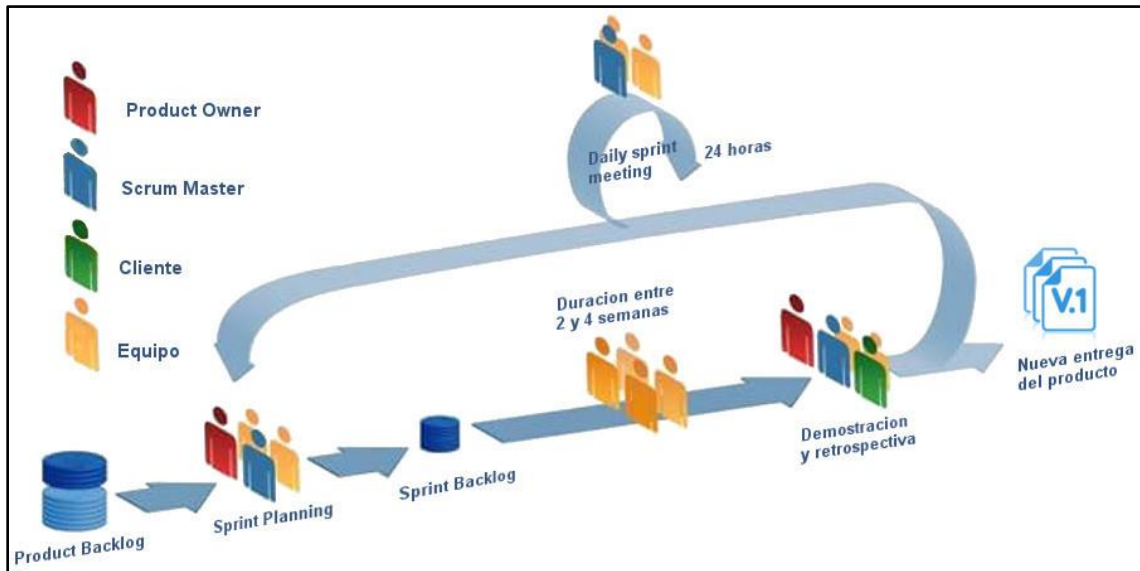 Product Owner
Scrum Master
Cliente
Equipo
Daily sprint
meeting
24 horas
Duracion entre
2 y 4 semanas
V.1
Nueva entrega
del producto
Demostracion
y retrospectiva
Sprint Backlog
Sprint Planning
Product Backlog